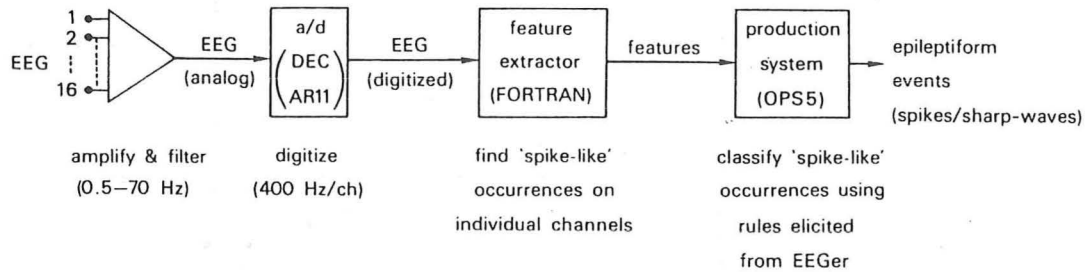 EEG
1
2
16
EEG
(analog)
a/d
(DEC
AR11)
EEG
(digitized)
feature
extractor
(FORTRAN)
features
production
system
(OPS5)
epileptiform
events
(spikes/sharp-waves)
amplify & filter
(0.5–70 Hz)
digitize
(400 Hz/ch)
find 'spike-like'
occurrences on
individual channels
classify 'spike-like'
occurrences using
rules elicited
from EEGer